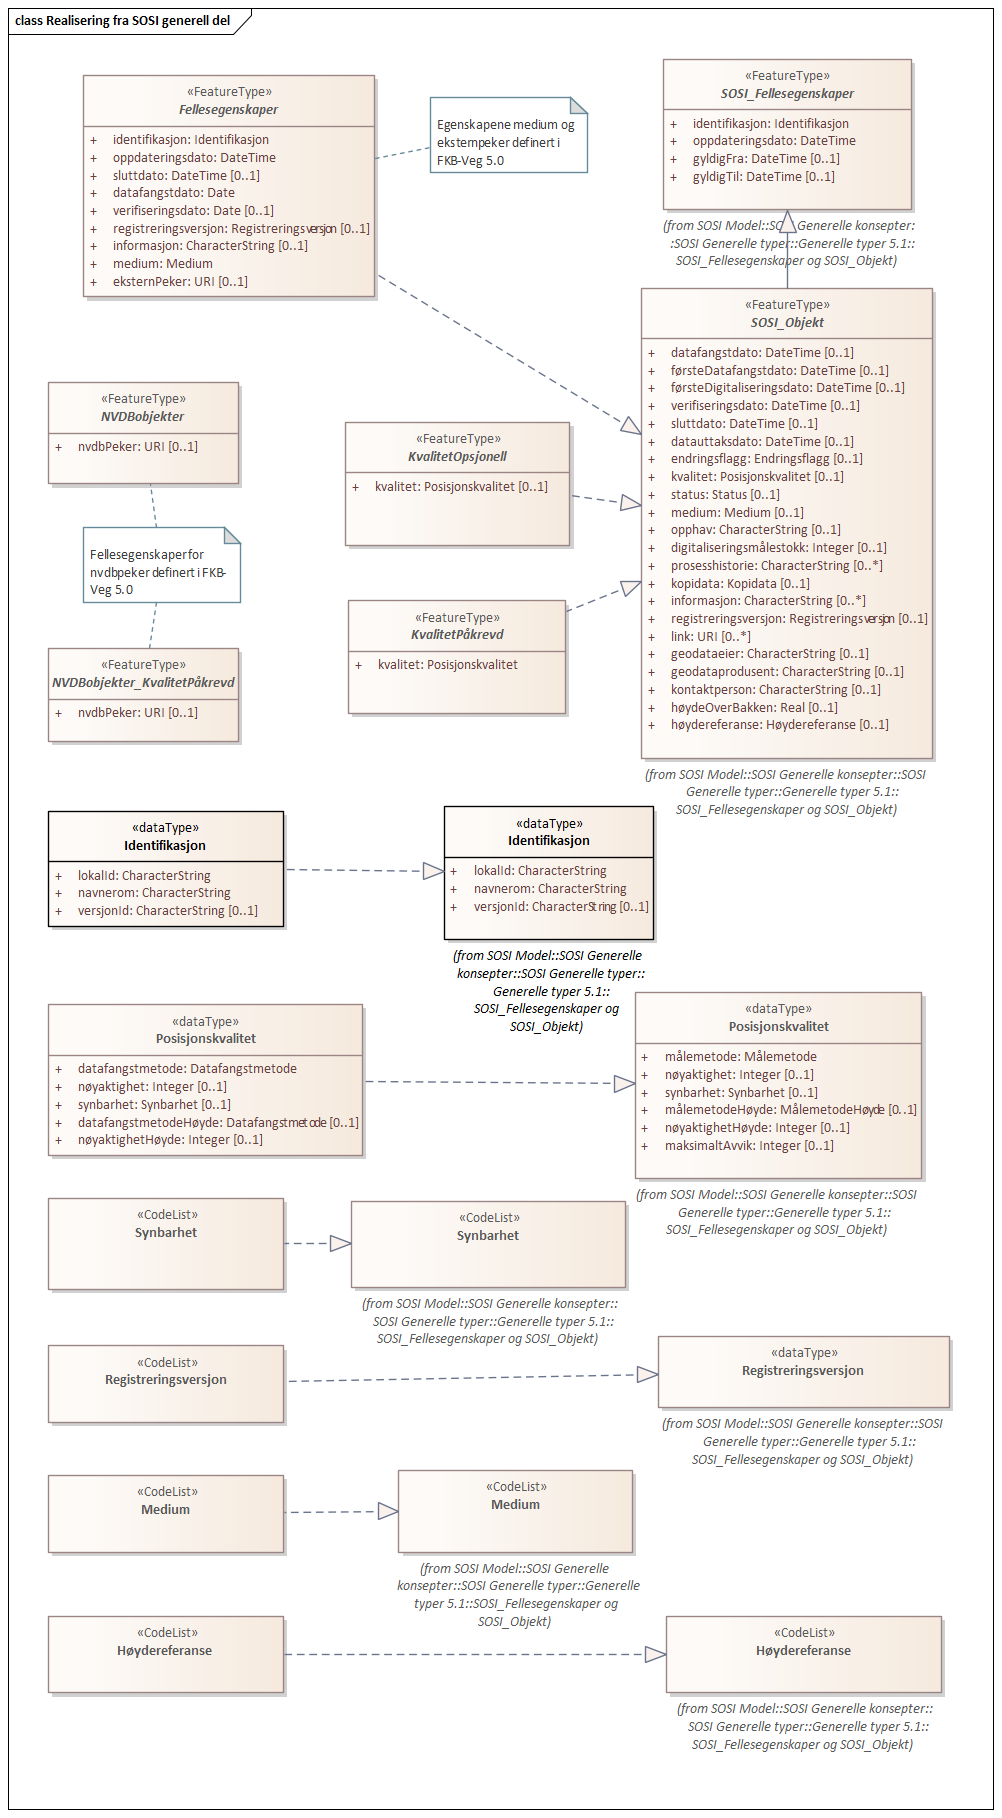 class Realisering fra SOSI generell del
«FeatureType»
Fellesegenskaper
+ identifikasjon: Identifikasjon
+ oppdateringsdato: DateTime
+ sluttdato: DateTime [0..1]
+ datafangstdato: Date
+ verifiseringsdato: Date [0..1]
+ registreringsversjon: Registreringsversjon [0..1]
+ informasjon: CharacterString [0..1]
+ medium: Medium
+ eksternPeker: URI [0..1]
Egenskapene medium og
eksternpeker definert i
FKB-Veg 5.0
«FeatureType»
SOSI_Fellesegenskaper
+ identifikasjon: Identifikasjon
+ oppdateringsdato: DateTime
+ gyldigFra: DateTime [0..1]
+ gyldigTil: DateTime [0..1]
(from SOSI Model::SOSI Generelle konsepter:
:SOSI Generelle typer::Generelle typer 5.1::
SOSI_Fellesegenskaper og SOSI_Objekt)
«FeatureType»
SOSI_Objekt
+ datafangstdato: DateTime [0..1]
+førsteDatafangstdato: DateTime [0..1]
+ førsteDigitaliseringsdato: DateTime [0..1]
+ verifiseringsdato: DateTime [0..1]
+ sluttdato: DateTime [0..1]
+ datauttaksdato: DateTime [0..1]
+ endringsflagg: Endringsflagg [0..1]
+ kvalitet: Posisjonskvalitet [0..1]
+ status: Status [0..1]
+ medium: Medium [0..1]
+ opphav: CharacterString [0..1]
+ digitaliseringsmålestokk: Integer [0..1]
+ prosesshistorie: CharacterString [0..*]
+ kopidata: Kopidata [0..1]
+ informasjon: CharacterString [0..*]
+ registreringsversjon: Registreringsversjon [0..1]
+ link: URI [0..*]
+ geodataeier: CharacterString [0..1]
+ geodataprodusent: CharacterString [0..1]
+ kontaktperson: CharacterString [0..1]
+ høydeOverBakken: Real [0..1]
+ høydereferanse: Høydereferanse [0..1]
(from SOSI Model::SOSI Generelle konsepter::SOSI
Generelle typer::Generelle typer 5.1::
SOSI_Fellesegenskaper og SOSI_Objekt)
«FeatureType»
NVDBobjekter
+ nvdbPeker: URI [0..1]
«FeatureType»
KvalitetOpsjonell
+ kvalitet: Posisjonskvalitet [0..1]
Fellesegenskaper for
nvdbpeker definert i FKB-
Veg 5.0
«FeatureType»
KvalitetPåkrevd
+ kvalitet: Posisjonskvalitet
«FeatureType»
NVDBobjekter_KvalitetPåkrevd
+ nvdbPeker: URI [0..1]
«dataType»
Identifikasjon
+ lokalId: CharacterString
+ navnerom: CharacterString
+ versjonId: CharacterString [0..1]
«dataType»
Identifikasjon
+ lokalId: CharacterString
+ navnerom: CharacterString
+ versjonId: CharacterString [0..1]
(from SOSI Model::SOSI Generelle
konsepter::SOSI Generelle typer::
Generelle typer 5.1::
SOSI_Fellesegenskaper og
SOSI_Objekt)
«dataType»
Posisjonskvalitet
+ datafangstmetode: Datafangstmetode
+ nøyaktighet: Integer [0..1]
+ synbarhet: Synbarhet [0..1]
+ datafangstmetodeHøyde: Datafangstmetode [0..1]
+ nøyaktighetHøyde: Integer [0..1]
«dataType»
Posisjonskvalitet
+ målemetode: Målemetode
+ nøyaktighet: Integer [0..1]
+ synbarhet: Synbarhet [0..1]
+ målemetodeHøyde: MålemetodeHøyde [0..1]
+ nøyaktighetHøyde: Integer [0..1]
+ maksimaltAvvik: Integer [0..1]
(from SOSI Model::SOSI Generelle konsepter::SOSI
Generelle typer::Generelle typer 5.1::
SOSI_Fellesegenskaper og SOSI_Objekt)
«CodeList»
Synbarhet
«CodeList»
Synbarhet
(from SOSI Model::SOSI Generelle konsepter::
SOSI Generelle typer::Generelle typer 5.1::
SOSI_Fellesegenskaper og SOSI_Objekt)
«CodeList»
Registreringsversjon
«dataType»
Registreringsversjon
(from SOSI Model::SOSI Generelle konsepter::SOSI
Generelle typer::Generelle typer 5.1::
SOSI_Fellesegenskaper og SOSI_Objekt)
«CodeList»
Medium
«CodeList»
Medium
(from SOSI Model::SOSI Generelle
konsepter::SOSI Generelle typer::Generelle
typer 5.1::SOSI_Fellesegenskaper og
SOSI_Objekt)
«CodeList»
Høydereferanse
«CodeList»
Høydereferanse
(from SOSI Model::SOSI Generelle konsepter::
SOSI Generelle typer::Generelle typer 5.1::
SOSI_Fellesegenskaper og SOSI_Objekt)